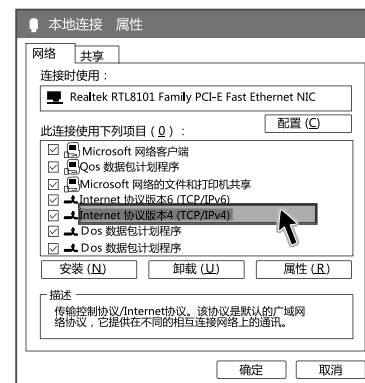 本地连接 属性
网络 共享
连接时使用：
Realtek RTL8101 Family PCI-E Fast Ethernet NIC
配置 (C)
此连接使用下列项目 ( 0 ) ：
Microsoft 网络客户端
Qos 数据包计划程序
Microsoft 网络的文件和打印机共享
Internet 协议版本6 (TCP/IPv6)
Internet 协议版本4 (TCP/IPv4)
Dos 数据包计划程序
Dos 数据包计划程序
安装 (N) 卸载 (U) 属性 (R)
描述
传输控制协议/Internet协议。该协议是默认的广域网
络协议，它提供在不同的相互连接网络上的通讯。
确定 取消